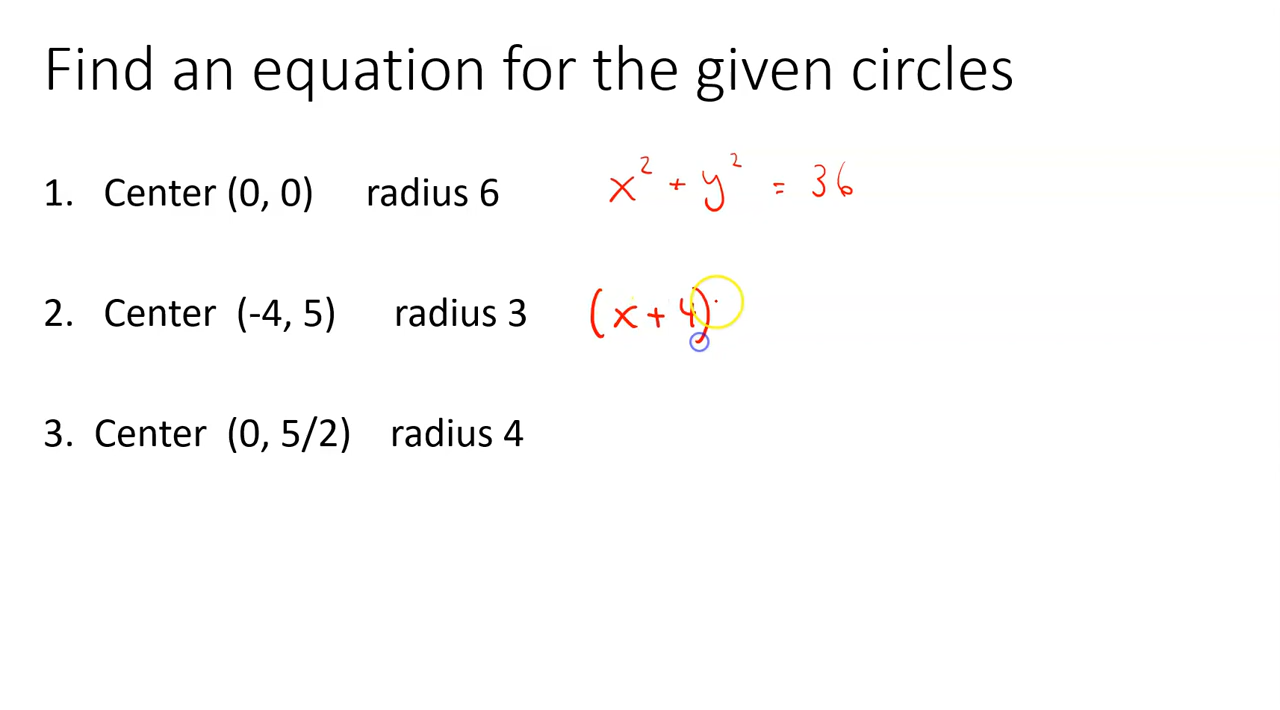 Find an equation for the given circles
1. Center (0, 0) radius 6 x² + y² = 36
2. Center (-4, 5) radius 3 (x + 4)
3. Center (0, 5/2) radius 4